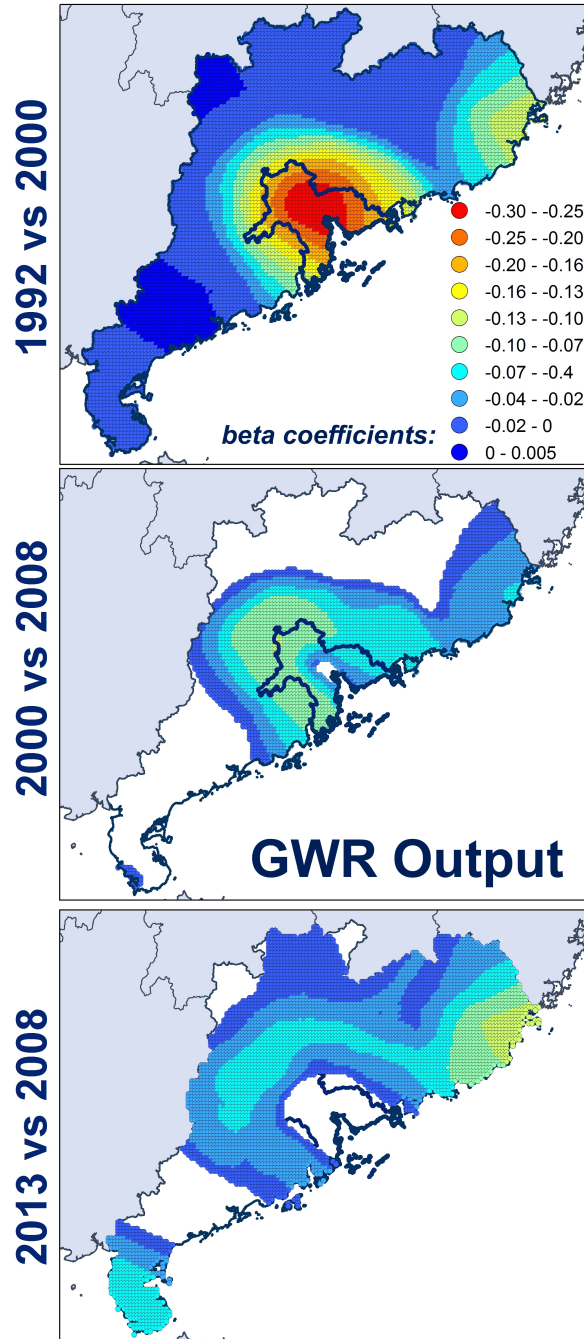 1992 vs 2000
-0.30 - -0.25
-0.25 - -0.20
-0.20 - -0.16
-0.16 - -0.13
-0.13 - -0.10
-0.10 - -0.07
-0.07 - -0.4
-0.04 - -0.02
-0.02 - 0
beta coefficients:
0 - 0.005
2000 vs 2008
GWR Output
2013 vs 2008